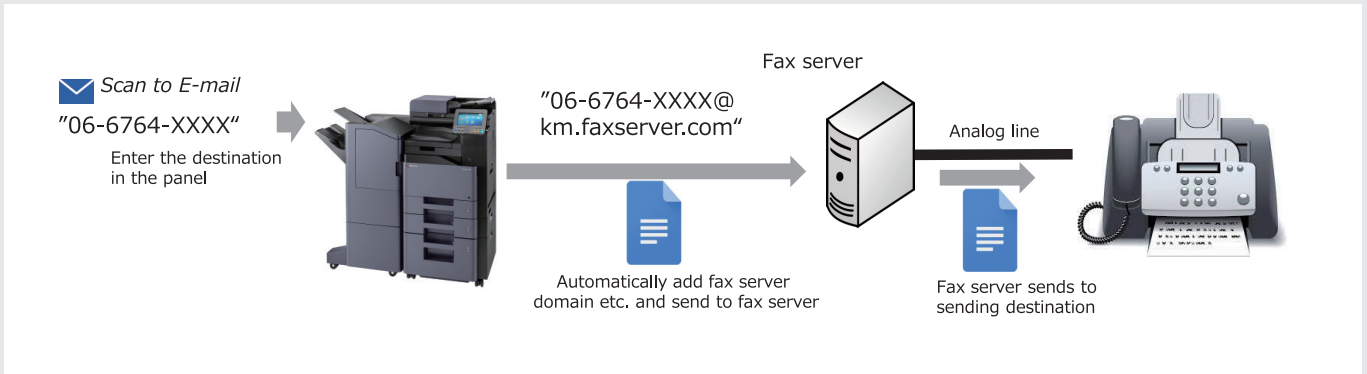 Scan to E-mail
"06-6764-XXXX"
Enter the destination
in the panel
"06-6764-XXXX@
km.faxserver.com"
Automatically add fax server
domain etc. and send to fax server
Fax server
Analog line
Fax server sends to
sending destination